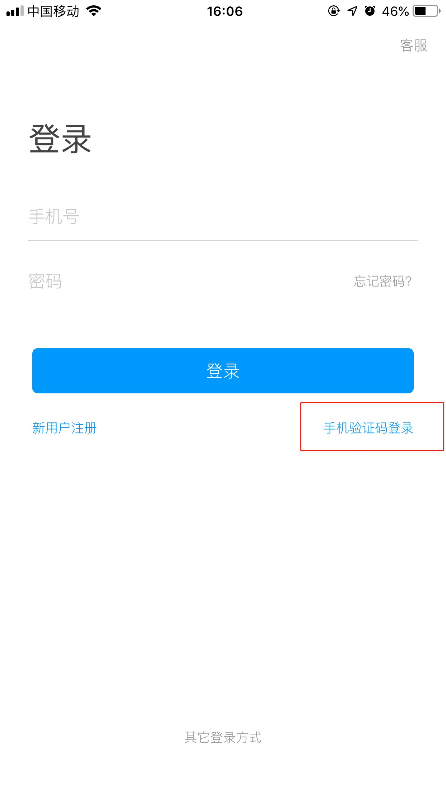 中国移动 16:06 46%
客服
登录
手机号
密码 忘记密码?
登录
新用户注册 手机验证码登录
其它登录方式